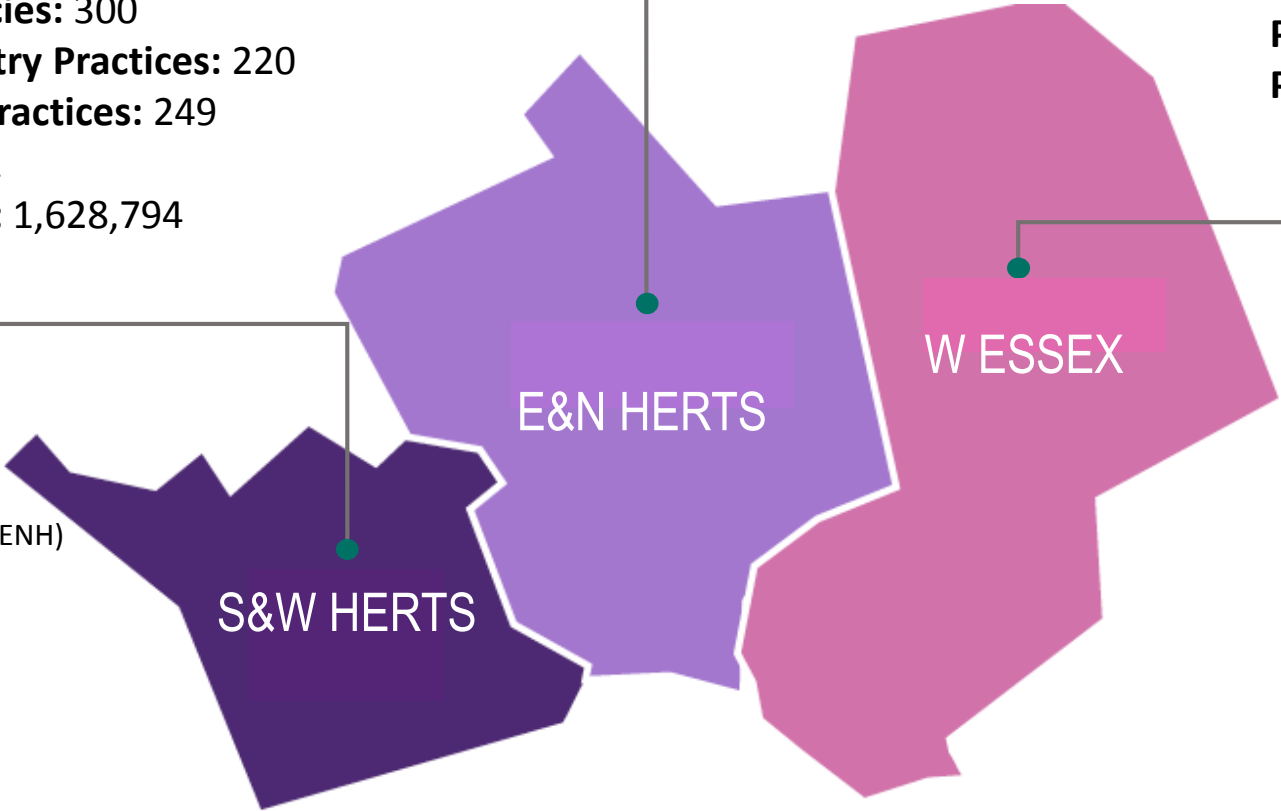 cies: 300
try Practices: 220
ractices: 249
: 1,628,794
P
P
W ESSEX
E&N HERTS
ENH)
S&W HERTS